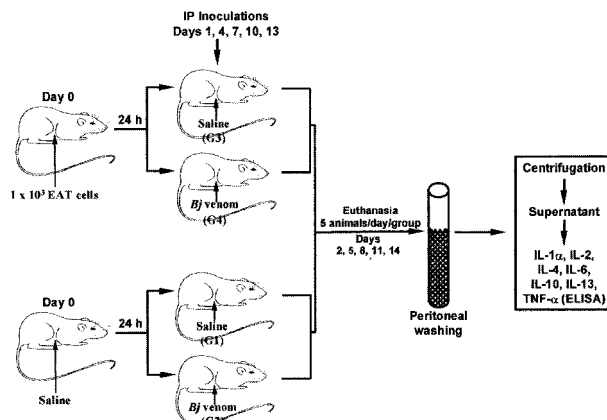 IP Inoculations
Days 1, 4, 7, 10, 13
Day 0
24 h
Saline
(G3)
1 x 10³ EAT cells
Bj venom
(G4)
Euthanasia
5 animals/day/group
Days
2, 5, 8, 11, 14
Centrifugation
Supernatant
IL-1α, IL-2,
IL-4, IL-6,
IL-10, IL-13,
TNF-α (ELISA)
Peritoneal
washing
Day 0
24 h
Saline
(G1)
Saline
Bj venom